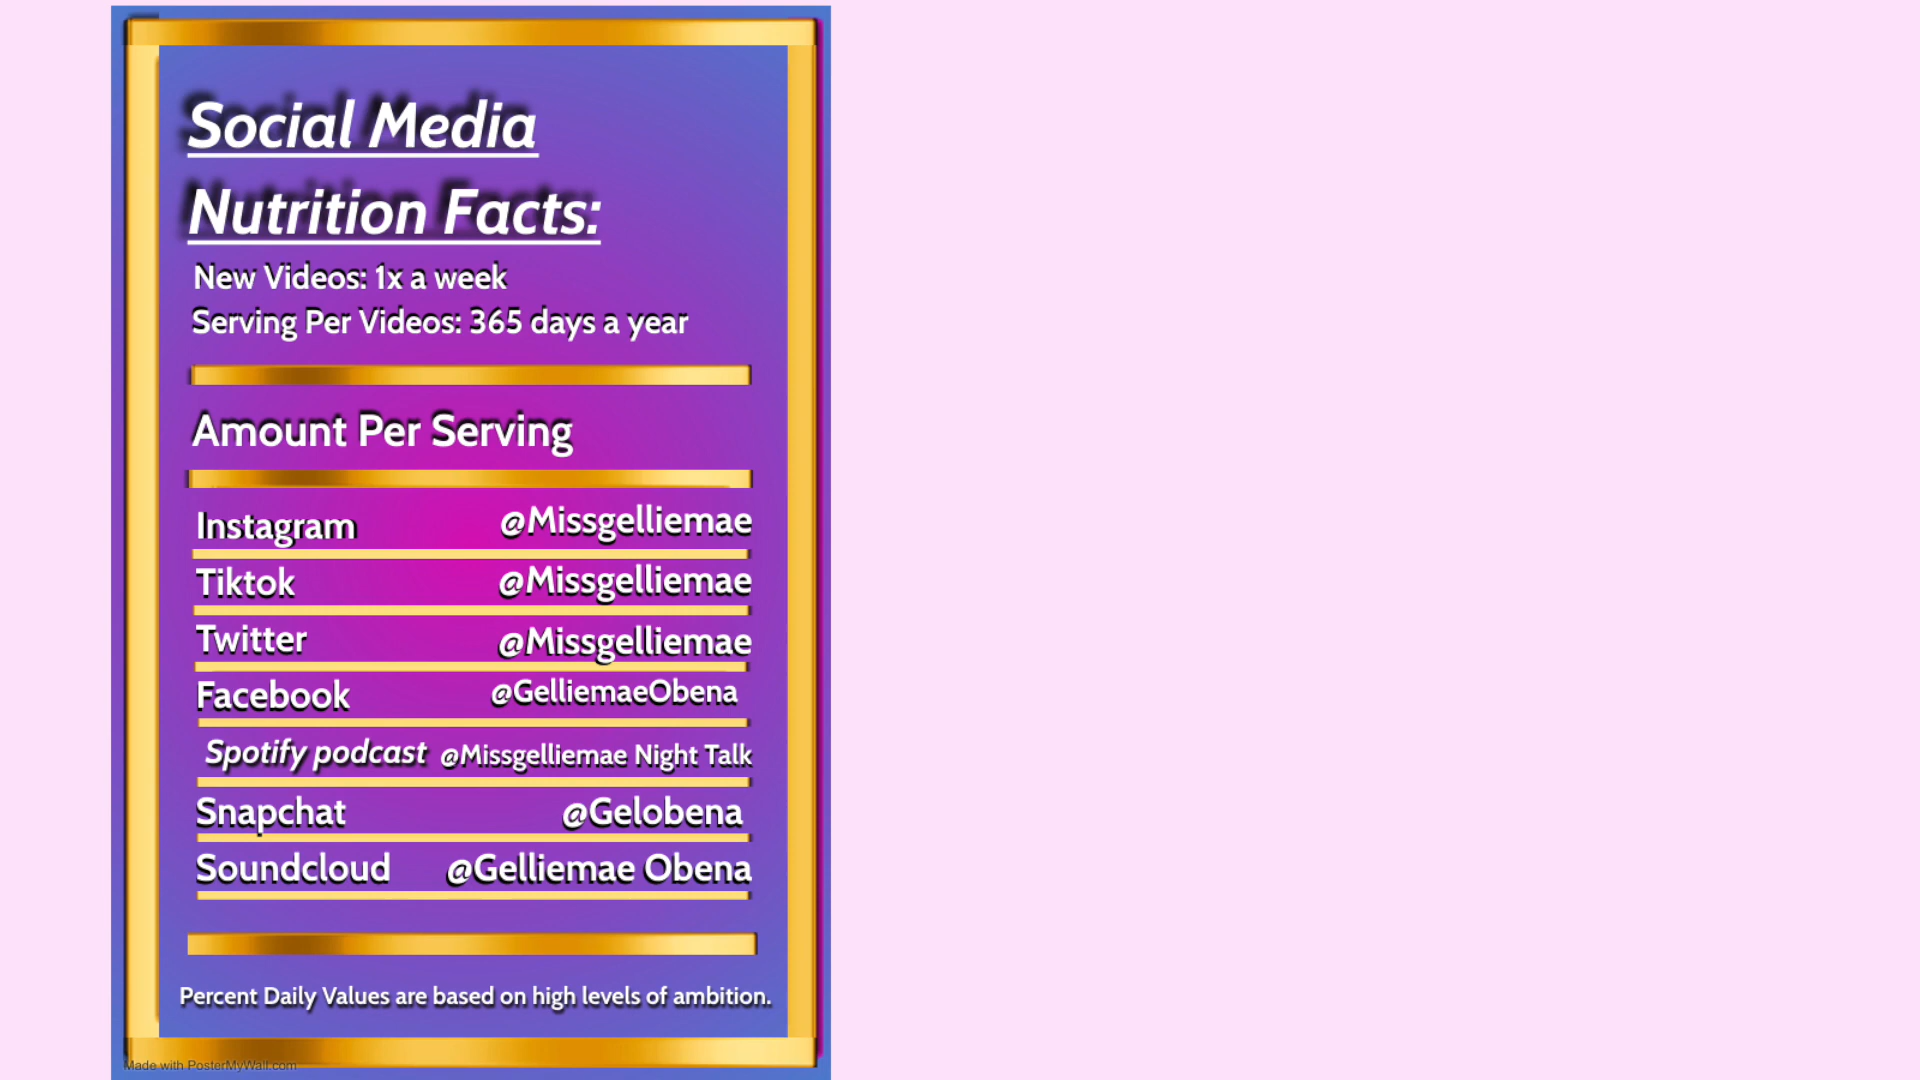 Social Media
Nutrition Facts:
New Videos: 1x a week
Serving Per Videos: 365 days a year
Amount Per Serving
Instagram @Missgelliemae
Tiktok @Missgelliemae
Twitter @Missgelliemae
Facebook @GelliemaeObena
Spotify podcast @Missgelliemae Night Talk
Snapchat @Gelobena
Soundcloud @Gelliemae Obena
Percent Daily Values are based on high levels of ambition.
Made with PosterMyWall.com